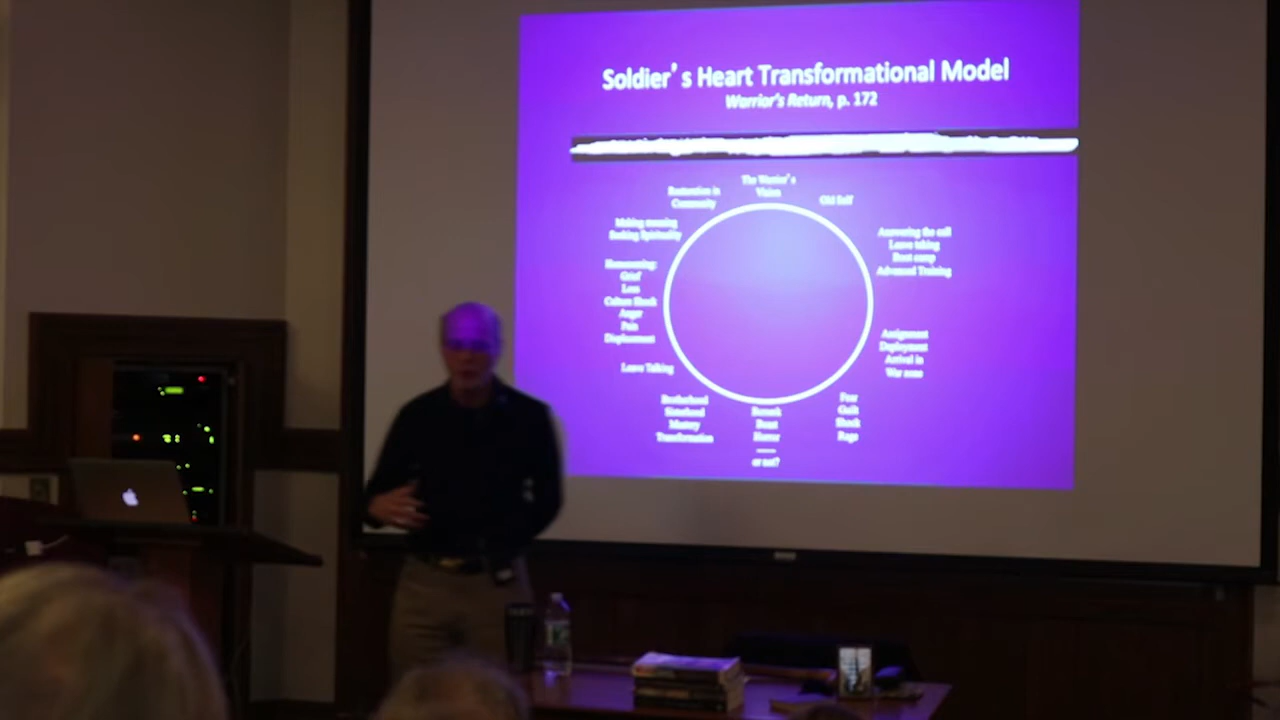 Soldier’s Heart Transformational Model
Warrior’s Return, p. 172
The Warrior’s
Vision
Old Self
Answering the call
Leave taking
Boot camp
Advanced Training
Assignment
Deployment
Arrival in
War zone
Fear
Guilt
Shock
Rage
Berserk
Beast
Horror
or not?
Brotherhood
Sisterhood
Mastery
Transformation
Leave Talking
Homecoming:
Grief
Loss
Culture Shock
Anger
Pain
Displacement
Making meaning
Seeking Spirituality
Restoration in
Community